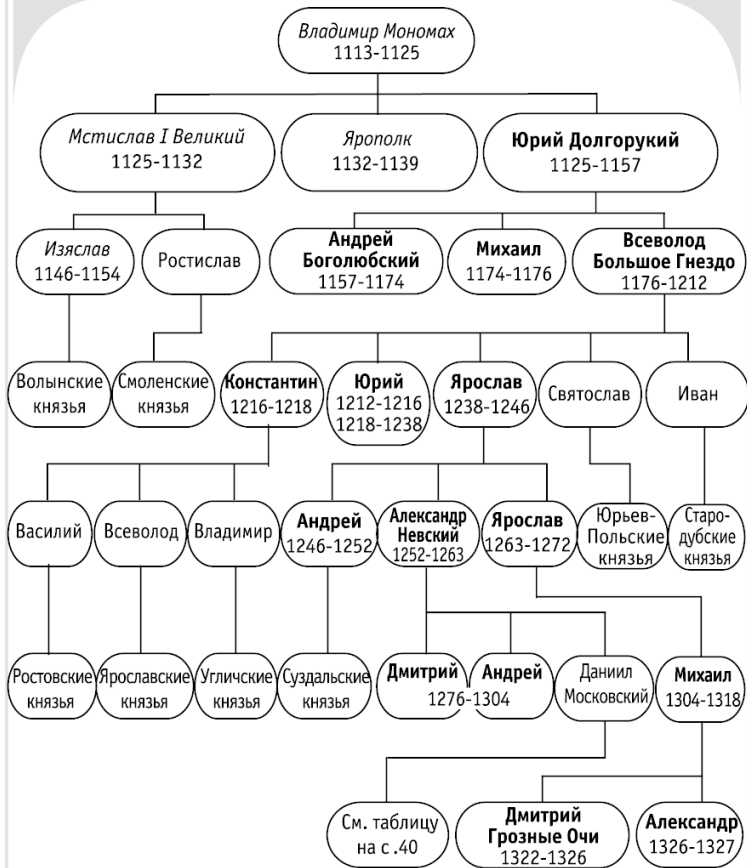 Владимир Мономах
1113-1125
Мстислав I Великий
1125-1132
Ярополк
1132-1139
Юрий Долгорукий
1125-1157
Изяслав
1146-1154
Ростислав
Андрей
Боголюбский
1157-1174
Михаил
1174-1176
Всеволод
Большое Гнездо
1176-1212
Волынские
князья
Смоленские
князья
Константин
1216-1218
Юрий
1212-1216
1218-1238
Ярослав
1238-1246
Святослав
Иван
Василий
Всеволод
Владимир
Андрей
1246-1252
Александр
Невский
1252-1263
Ярослав
1263-1272
Юрьев-
Польские
князья
Старо-
дубские
князья
Ростовские
князья
Ярославские
князья
Угличские
князья
Суздальские
князья
Дмитрий
Андрей
1276-1304
Даниил
Московский
Михаил
1304-1318
См. таблицу
на с.40
Дмитрий
Грозные Очи
1322-1326
Александр
1326-1327